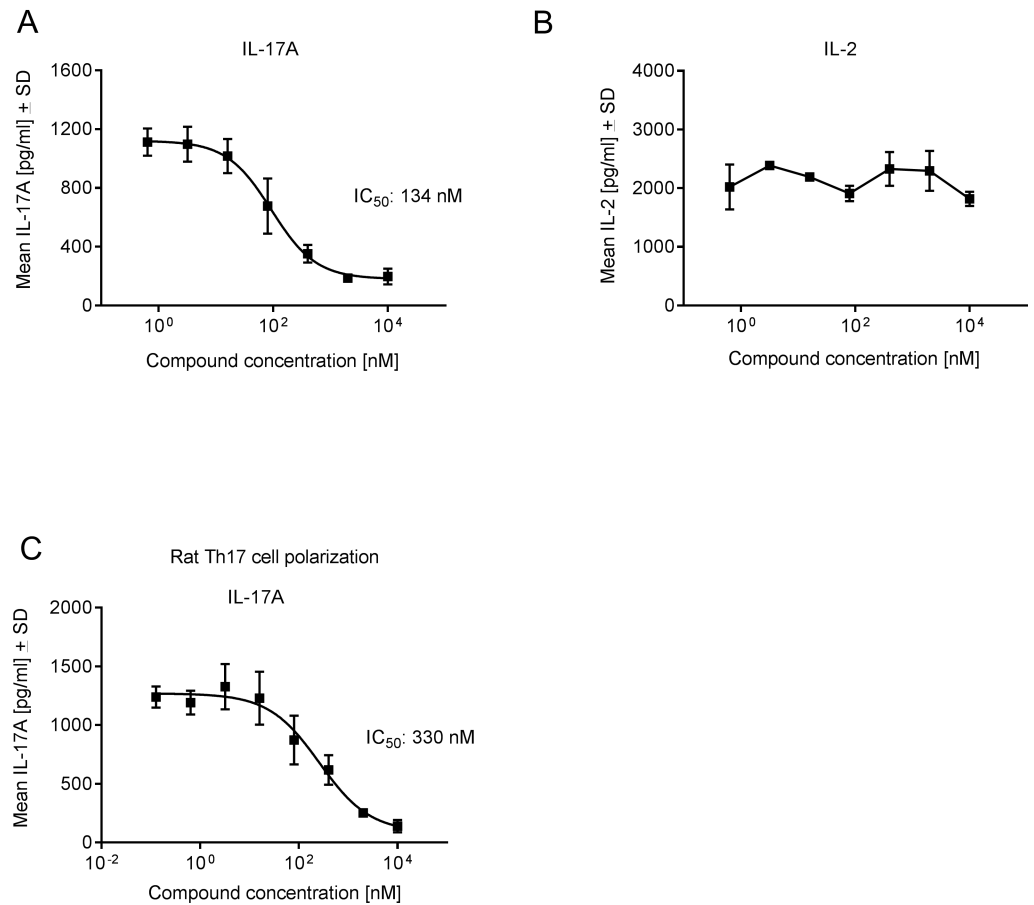 A
IL-17A
Mean IL-17A [pg/ml] ± SD
1600
1200
800
400
0
IC50: 134 nM
10^0
10^2
10^4
Compound concentration [nM]
B
IL-2
Mean IL-2 [pg/ml] ± SD
4000
3000
2000
1000
0
10^0
10^2
10^4
Compound concentration [nM]
C
Rat Th17 cell polarization
IL-17A
Mean IL-17A [pg/ml] ± SD
2000
1500
1000
500
0
IC50: 330 nM
10^-2
10^0
10^2
10^4
Compound concentration [nM]